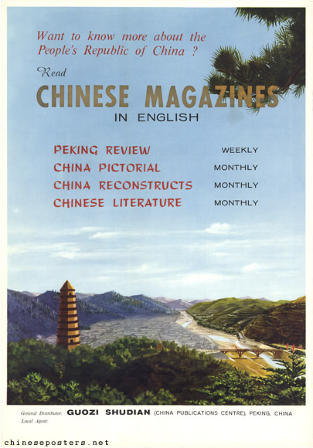 Want to know more about the
People's Republic of China ?
Read
CHINESE MAGAZINES
IN ENGLISH
PEKING REVIEW WEEKLY
CHINA PICTORIAL MONTHLY
CHINA RECONSTRUCTS MONTHLY
CHINESE LITERATURE MONTHLY
General Distributor: GUOZI SHUDIAN (CHINA PUBLICATIONS CENTRE), PEKING, CHINA
Local Agent:
chineseposters.net